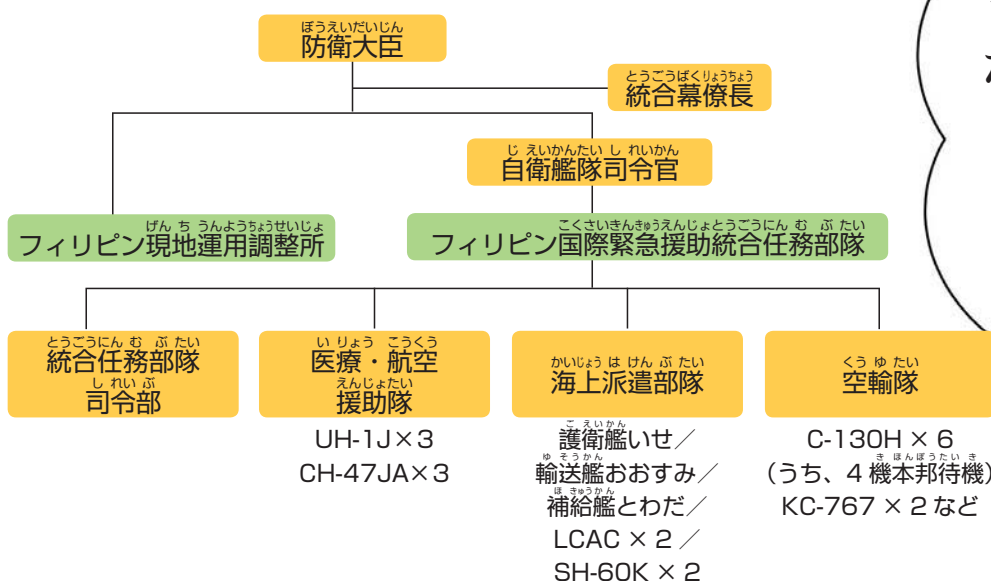 ぼうえいだいじん
防衛大臣
とうごうばくりょうちょう
統合幕僚長
じえいかんたいしれいかん
自衛艦隊司令官
げんちうんようちょうせいじょ
フィリピン現地運用調整所
こくさいきんきゅうえんじょとうごうにんむぶたい
フィリピン国際緊急援助統合任務部隊
とうごうにんむぶたい
統合任務部隊
しれいぶ
司令部
いりょう こうくう
医療・航空
えんじょたい
援助隊
UH-1J×3
CH-47JA×3
かいじょうはけんぶたい
海上派遣部隊
ごえいかん
護衛艦いせ／
ゆそうかん
輸送艦おおすみ／
ほきゅうかん
補給艦とわだ／
LCAC × 2 ／
SH-60K × 2
くうゆたい
空輸隊
C-130H × 6
きほんぽうたいき
(うち、4 機本邦待機)
KC-767 × 2 など